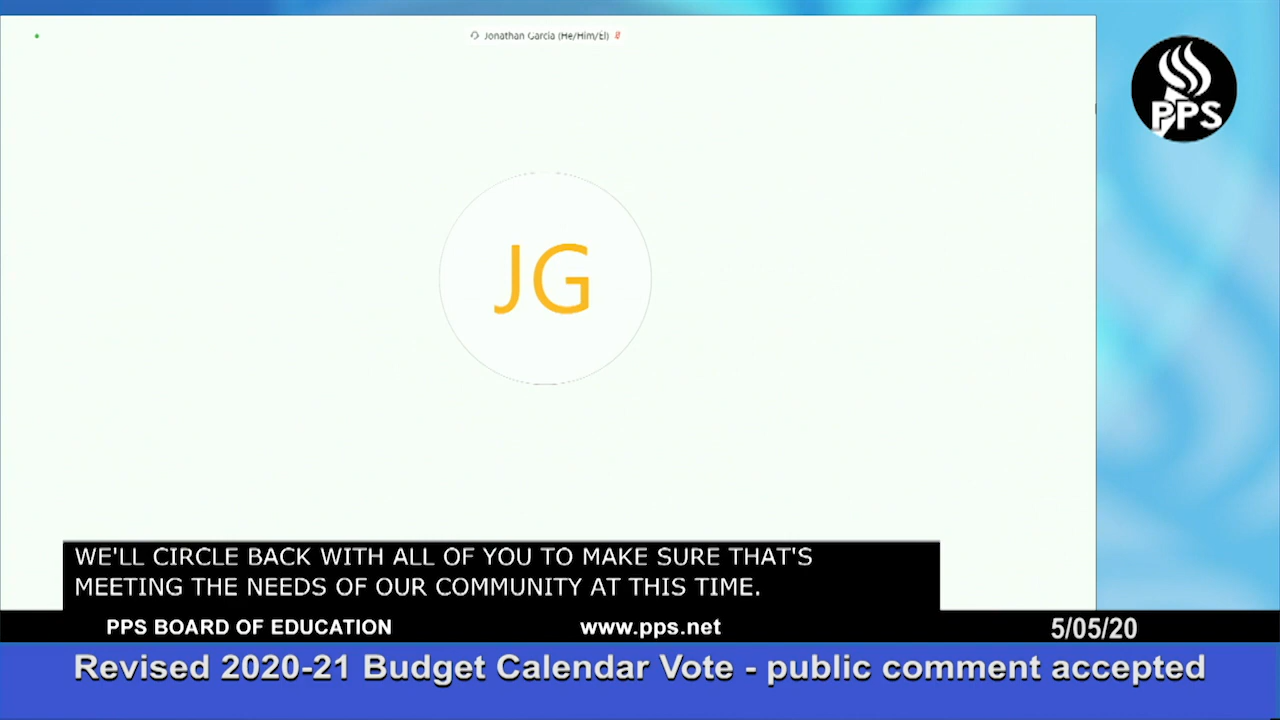 Jonathan Garcia (He/Him/El)
PPS
JG
WE'LL CIRCLE BACK WITH ALL OF YOU TO MAKE SURE THAT'S
MEETING THE NEEDS OF OUR COMMUNITY AT THIS TIME.
PPS BOARD OF EDUCATION www.pps.net 5/05/20
Revised 2020-21 Budget Calendar Vote - public comment accepted